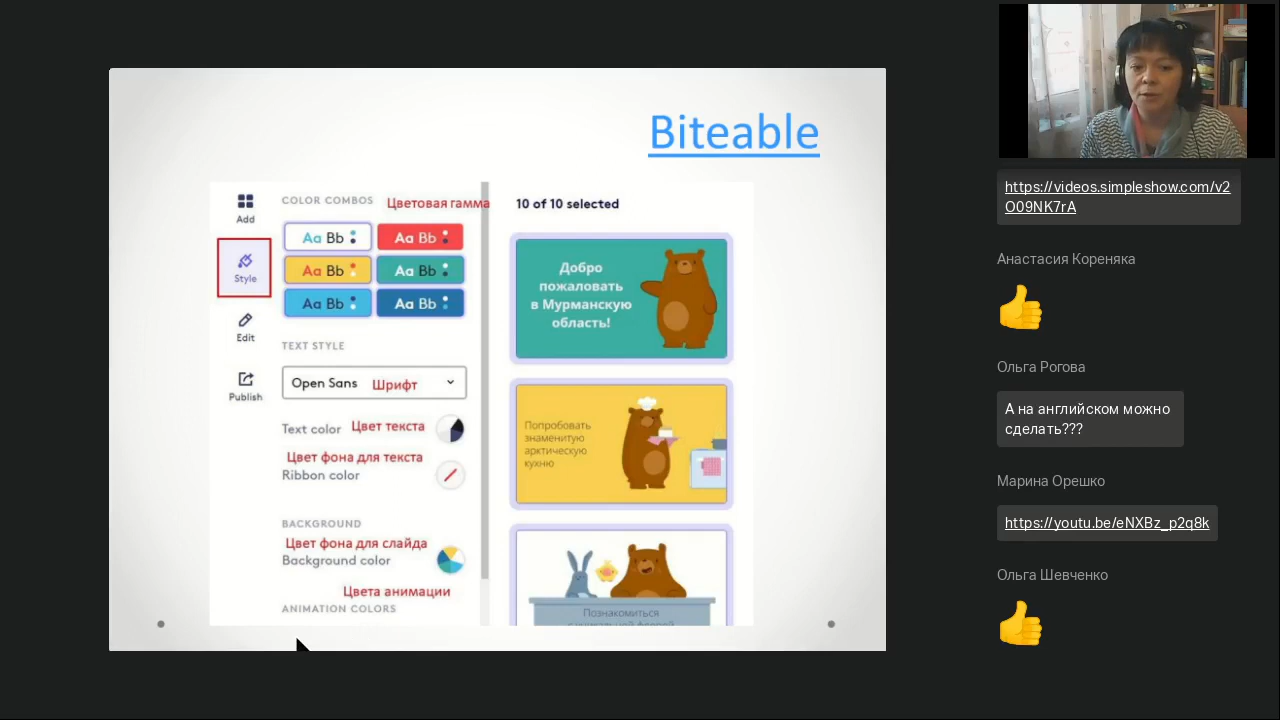 Biteable
Add
Style
Edit
Publish
COLOR COMBOS Цветовая гамма
Aa Bb Aa Bb
Aa Bb Aa Bb
Aa Bb Aa Bb
TEXT STYLE
Open Sans Шрифт
Text color Цвет текста
Цвет фона для текста
Ribbon color
BACKGROUND
Цвет фона для слайда
Background color
Цвета анимации
ANIMATION COLORS
10 of 10 selected
Добро
пожаловать
в Мурманскую
область!
Попробовать
знаменитую
арктическую
кухню
Познакомиться
https://videos.simpleshow.com/v2
O09NK7rA
Анастасия Кореняка
Ольга Рогова
А на английском можно
сделать???
Марина Орешко
https://youtu.be/eNXBz_p2q8k
Ольга Шевченко